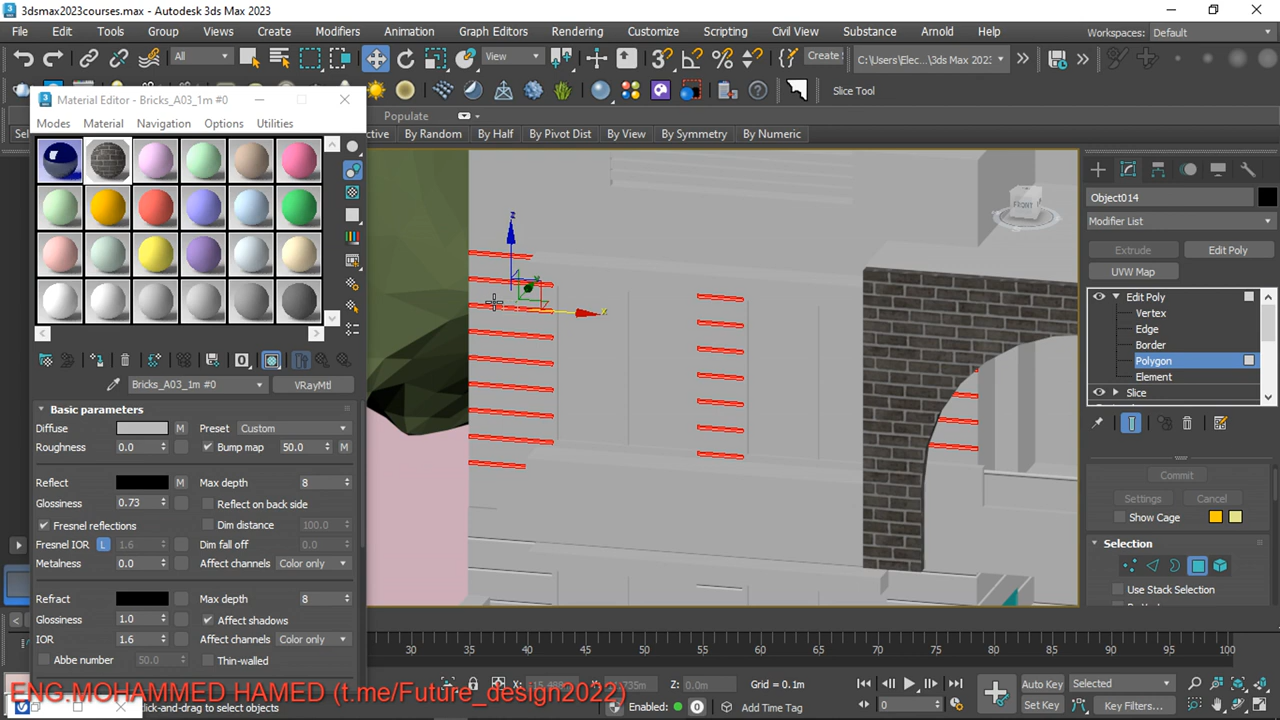 3dsmax2023courses.max - Autodesk 3ds Max 2023
File Edit Tools Group Views Create Modifiers Animation Graph Editors Rendering Customize Scripting Civil View Substance Arnold Help Workspaces: Default
All View Create C:\Users\Elec...\3ds Max 2023
Slice Tool
Material Editor - Bricks_A03_1m #0
Populate
Modes Material Navigation Options Utilities
By Random By Half By Pivot Dist By View By Symmetry By Numeric
Object014
Modifier List
Extrude Edit Poly
UVW Map
Edit Poly
Vertex
Edge
Border
Polygon
Element
Slice
Bricks_A03_1m #0 VRayMtl
Basic parameters
Diffuse M Preset Custom
Roughness 0.0 Bump map 50.0 M
Reflect M Max depth 8
Glossiness 0.73 Reflect on back side
Fresnel reflections Dim distance 100.0
Fresnel IOR L 1.6 Dim fall off 0.0
Metalness 0.0 Affect channels Color only
Refract Max depth 8
Glossiness 1.0 Affect shadows
IOR 1.6 Affect channels Color only
Abbe number 50.0 Thin-walled
Commit
Settings Cancel
Show Cage
Selection
Use Stack Selection
30 35 40 45 50 55 60 65 70 75 80 85 90 95 100
ENG.MOHAMMED HAMED (t.me/Future_design2022)
X: Z: 0.0m Grid = 0.1m
Auto Key Selected
click-and-drag to select objects Enabled: 0 Add Time Tag 0 Set Key Key Filters...